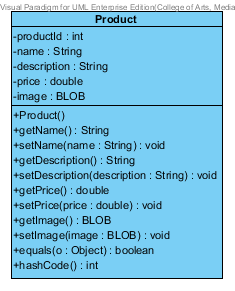 Visual Paradigm for UML Enterprise Edition(College of Arts, Media
Product
-productId : int
-name : String
-description : String
-price : double
-image : BLOB
+Product()
+getName() : String
+setName(name : String) : void
+getDescription() : String
+setDescription(description : String) : void
+getPrice() : double
+setPrice(price : double) : void
+getImage() : BLOB
+setImage(image : BLOB) : void
+equals(o : Object) : boolean
+hashCode() : int